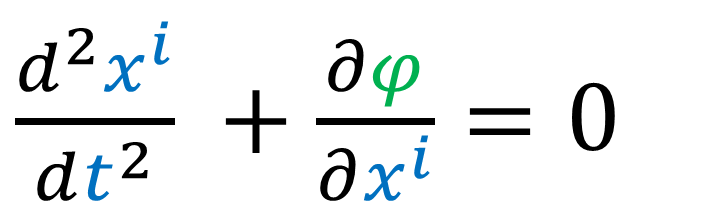 d²xⁱ/dt² + ∂φ/∂xⁱ = 0